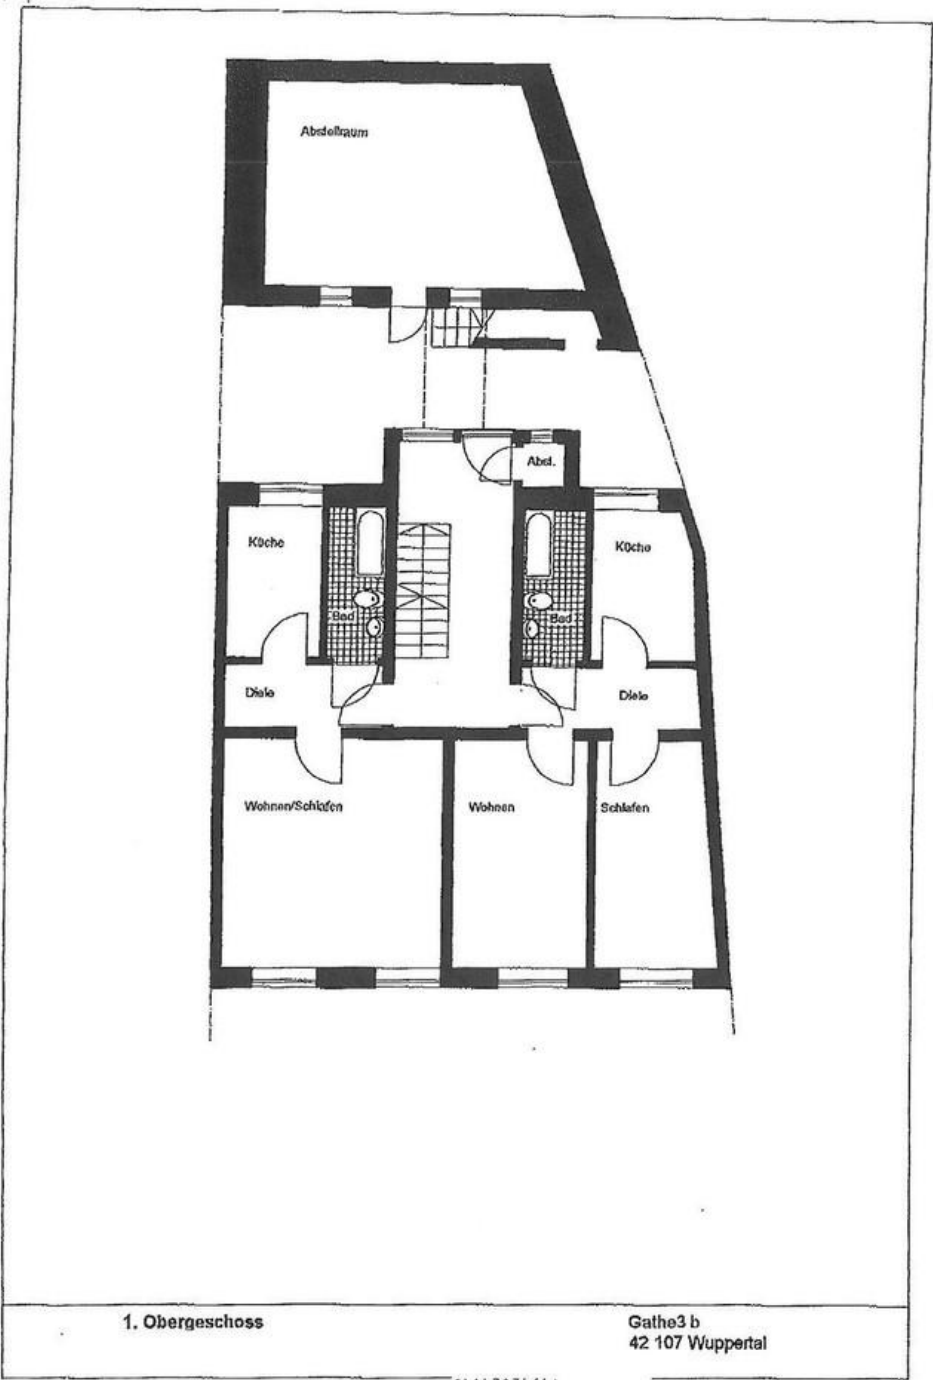 Abstellraum
Abst.
Küche
Küche
Bad
Bad
Diele
Diele
Wohnen/Schlafen
Wohnen
Schlafen
1. Obergeschoss
Gathe3 b
42 107 Wuppertal